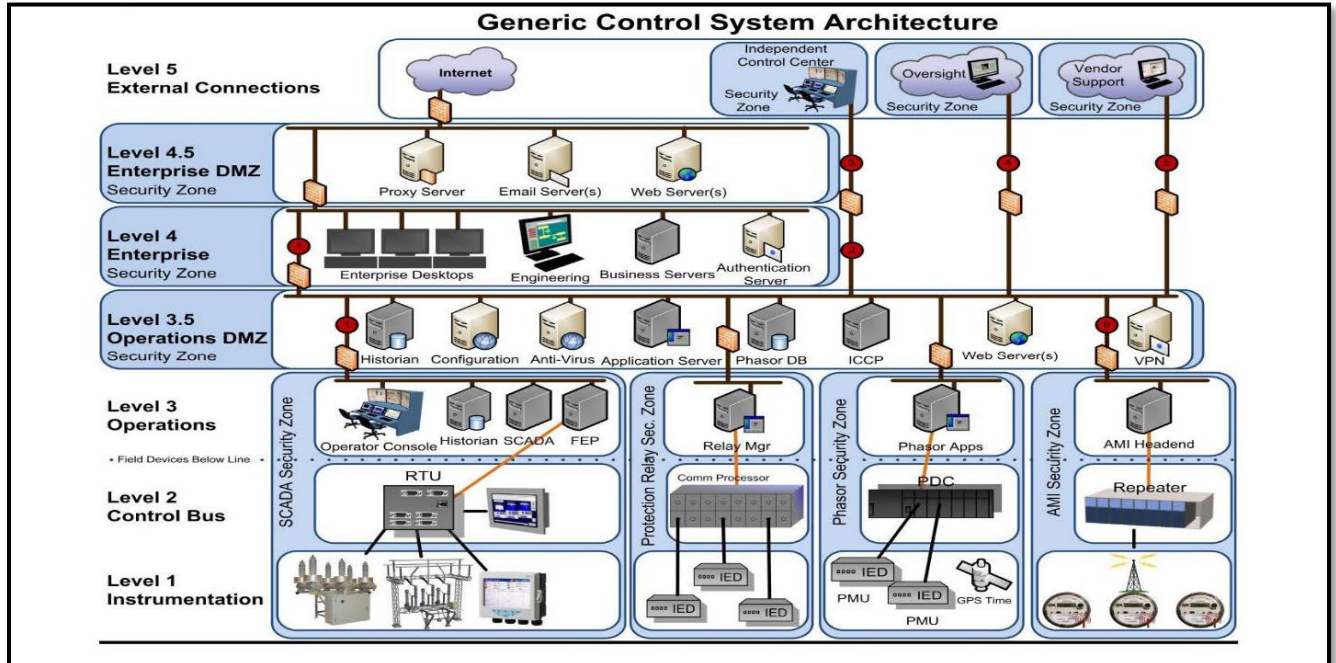 Generic Control System Architecture
Level 5
External Connections
Internet
Independent
Control Center
Security
Zone
Oversight
Security Zone
Vendor
Support
Security Zone
Level 4.5
Enterprise DMZ
Security Zone
Proxy Server
Email Server(s)
Web Server(s)
Level 4
Enterprise
Security Zone
Enterprise Desktops
Engineering
Business Servers
Authentication
Server
Level 3.5
Operations DMZ
Security Zone
Historian
Configuration
Anti-Virus
Application Server
Phasor DB
ICCP
Web Server(s)
VPN
Level 3
Operations
SCADA Security Zone
Operator Console
Historian
SCADA
FEP
Protection Relay Sec. Zone
Relay Mgr
Phasor Security Zone
Phasor Apps
AMI Security Zone
AMI Headend
• Field Devices Below Line
Level 2
Control Bus
RTU
Comm Processor
PDC
Repeater
Level 1
Instrumentation
IED
IED
IED
IED
PMU
IED
PMU
GPS Time